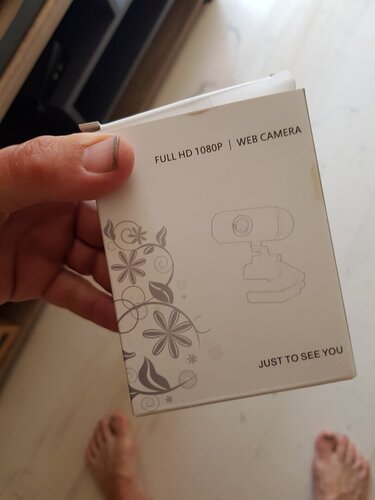 FULL HD 1080P | WEB CAMERA
JUST TO SEE YOU